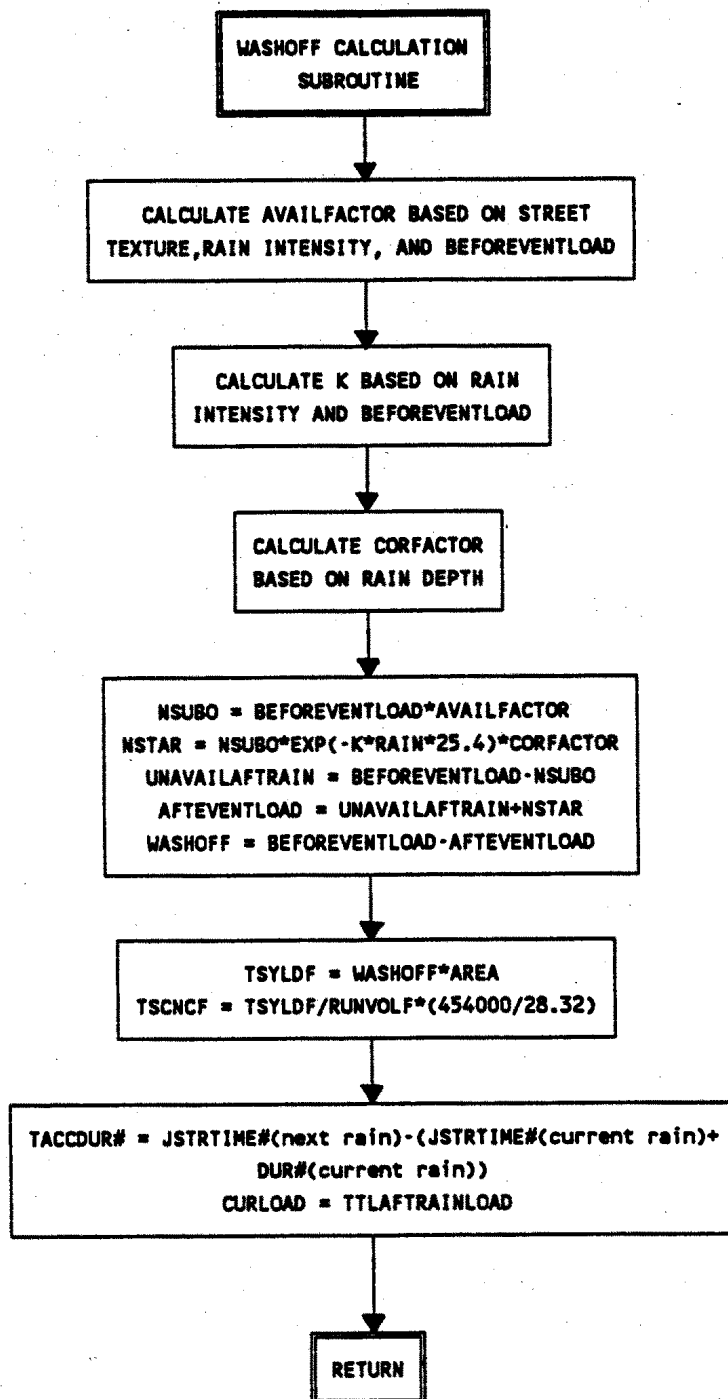 WASHOFF CALCULATION
SUBROUTINE
CALCULATE AVAILFACTOR BASED ON STREET
TEXTURE,RAIN INTENSITY, AND BEFOREVENTLOAD
CALCULATE K BASED ON RAIN
INTENSITY AND BEFOREVENTLOAD
CALCULATE CORFACTOR
BASED ON RAIN DEPTH
NSUBO = BEFOREVENTLOAD*AVAILFACTOR
NSTAR = NSUBO*EXP(-K*RAIN*25.4)*CORFACTOR
UNAVAILAFTRAIN = BEFOREVENTLOAD-NSUBO
AFTEVENTLOAD = UNAVAILAFTRAIN+NSTAR
WASHOFF = BEFOREVENTLOAD-AFTEVENTLOAD
TSYLDF = WASHOFF*AREA
TSCNCF = TSYLDF/RUNVOLF*(454000/28.32)
TACCDUR# = JSTRTIME#(next rain)-(JSTRTIME#(current rain)+
DUR#(current rain))
CURLOAD = TTLAFTRAINLOAD
RETURN